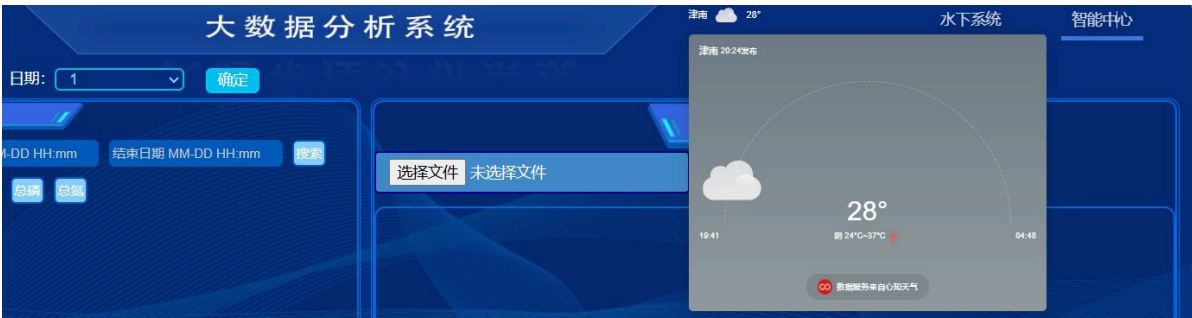 大数据分析系统
津南 28°
水下系统 智能中心
日期: 1 确定
津南 20:24发布
M-DD HH:mm 结束日期 MM-DD HH:mm 搜索
选择文件 未选择文件
总磷 总氮
28°
19:41 阴 24°C~37°C 04:48
数据服务来自心知天气